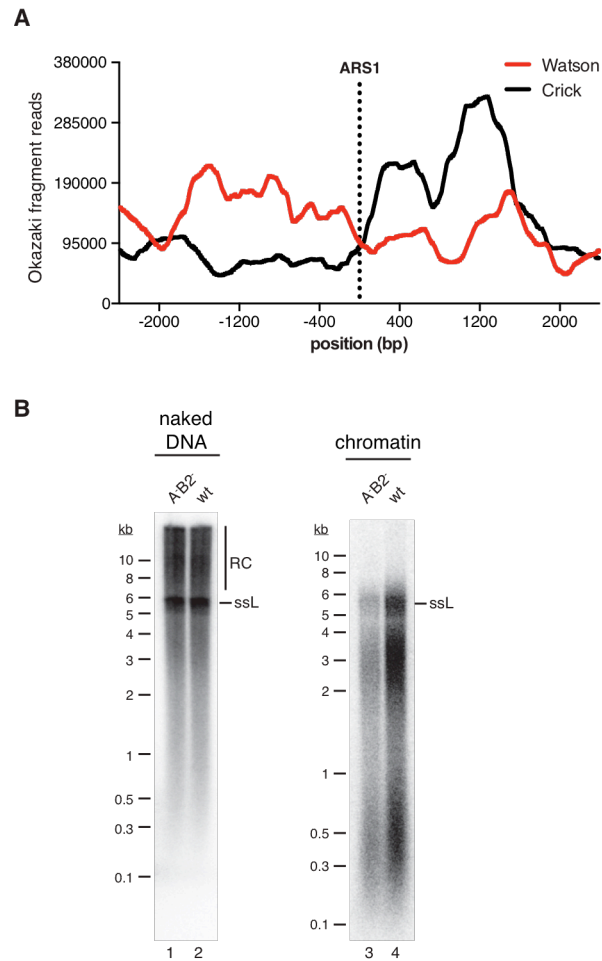 A
380000
285000
190000
95000
0
Okazaki fragment reads
ARS1
Watson
Crick
-2000 -1200 -400 400 1200 2000
position (bp)
B
naked
DNA
chromatin
A-B2- wt
A-B2- wt
kb
10
8
6
5
4
3
2
1
0.5
0.3
0.1
RC
ssL
1 2
kb
10
8
6
5
4
3
2
1
0.5
0.3
0.1
ssL
3 4